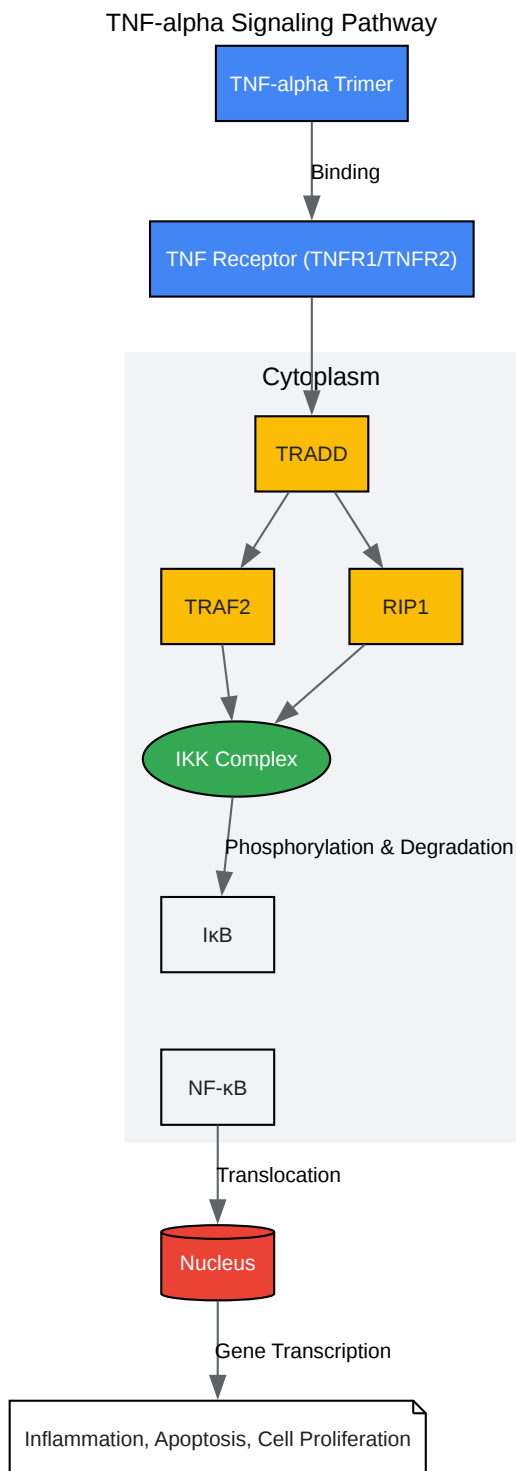 TNF-alpha Signaling Pathway
TNF-alpha Trimer
Binding
TNF Receptor (TNFR1/TNFR2)
Cytoplasm
TRADD
TRAF2
RIP1
IKK Complex
Phosphorylation & Degradation
IκB
NF-κB
Translocation
Nucleus
Gene Transcription
Inflammation, Apoptosis, Cell Proliferation